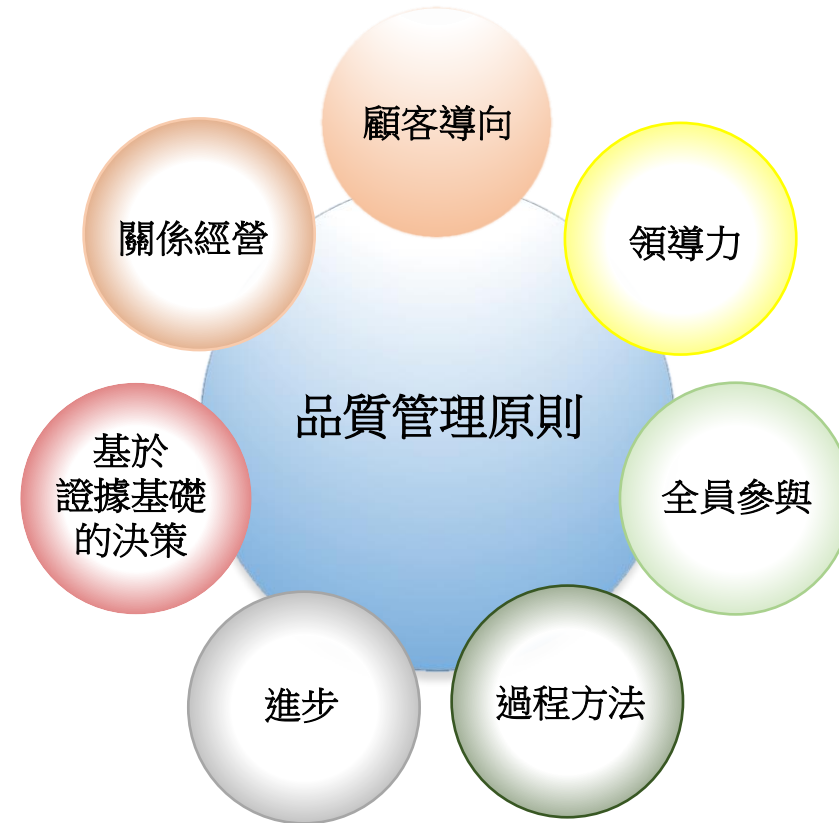 顧客導向
關係經營
領導力
品質管理原則
基於
證據基礎
的決策
全員參與
進步
過程方法